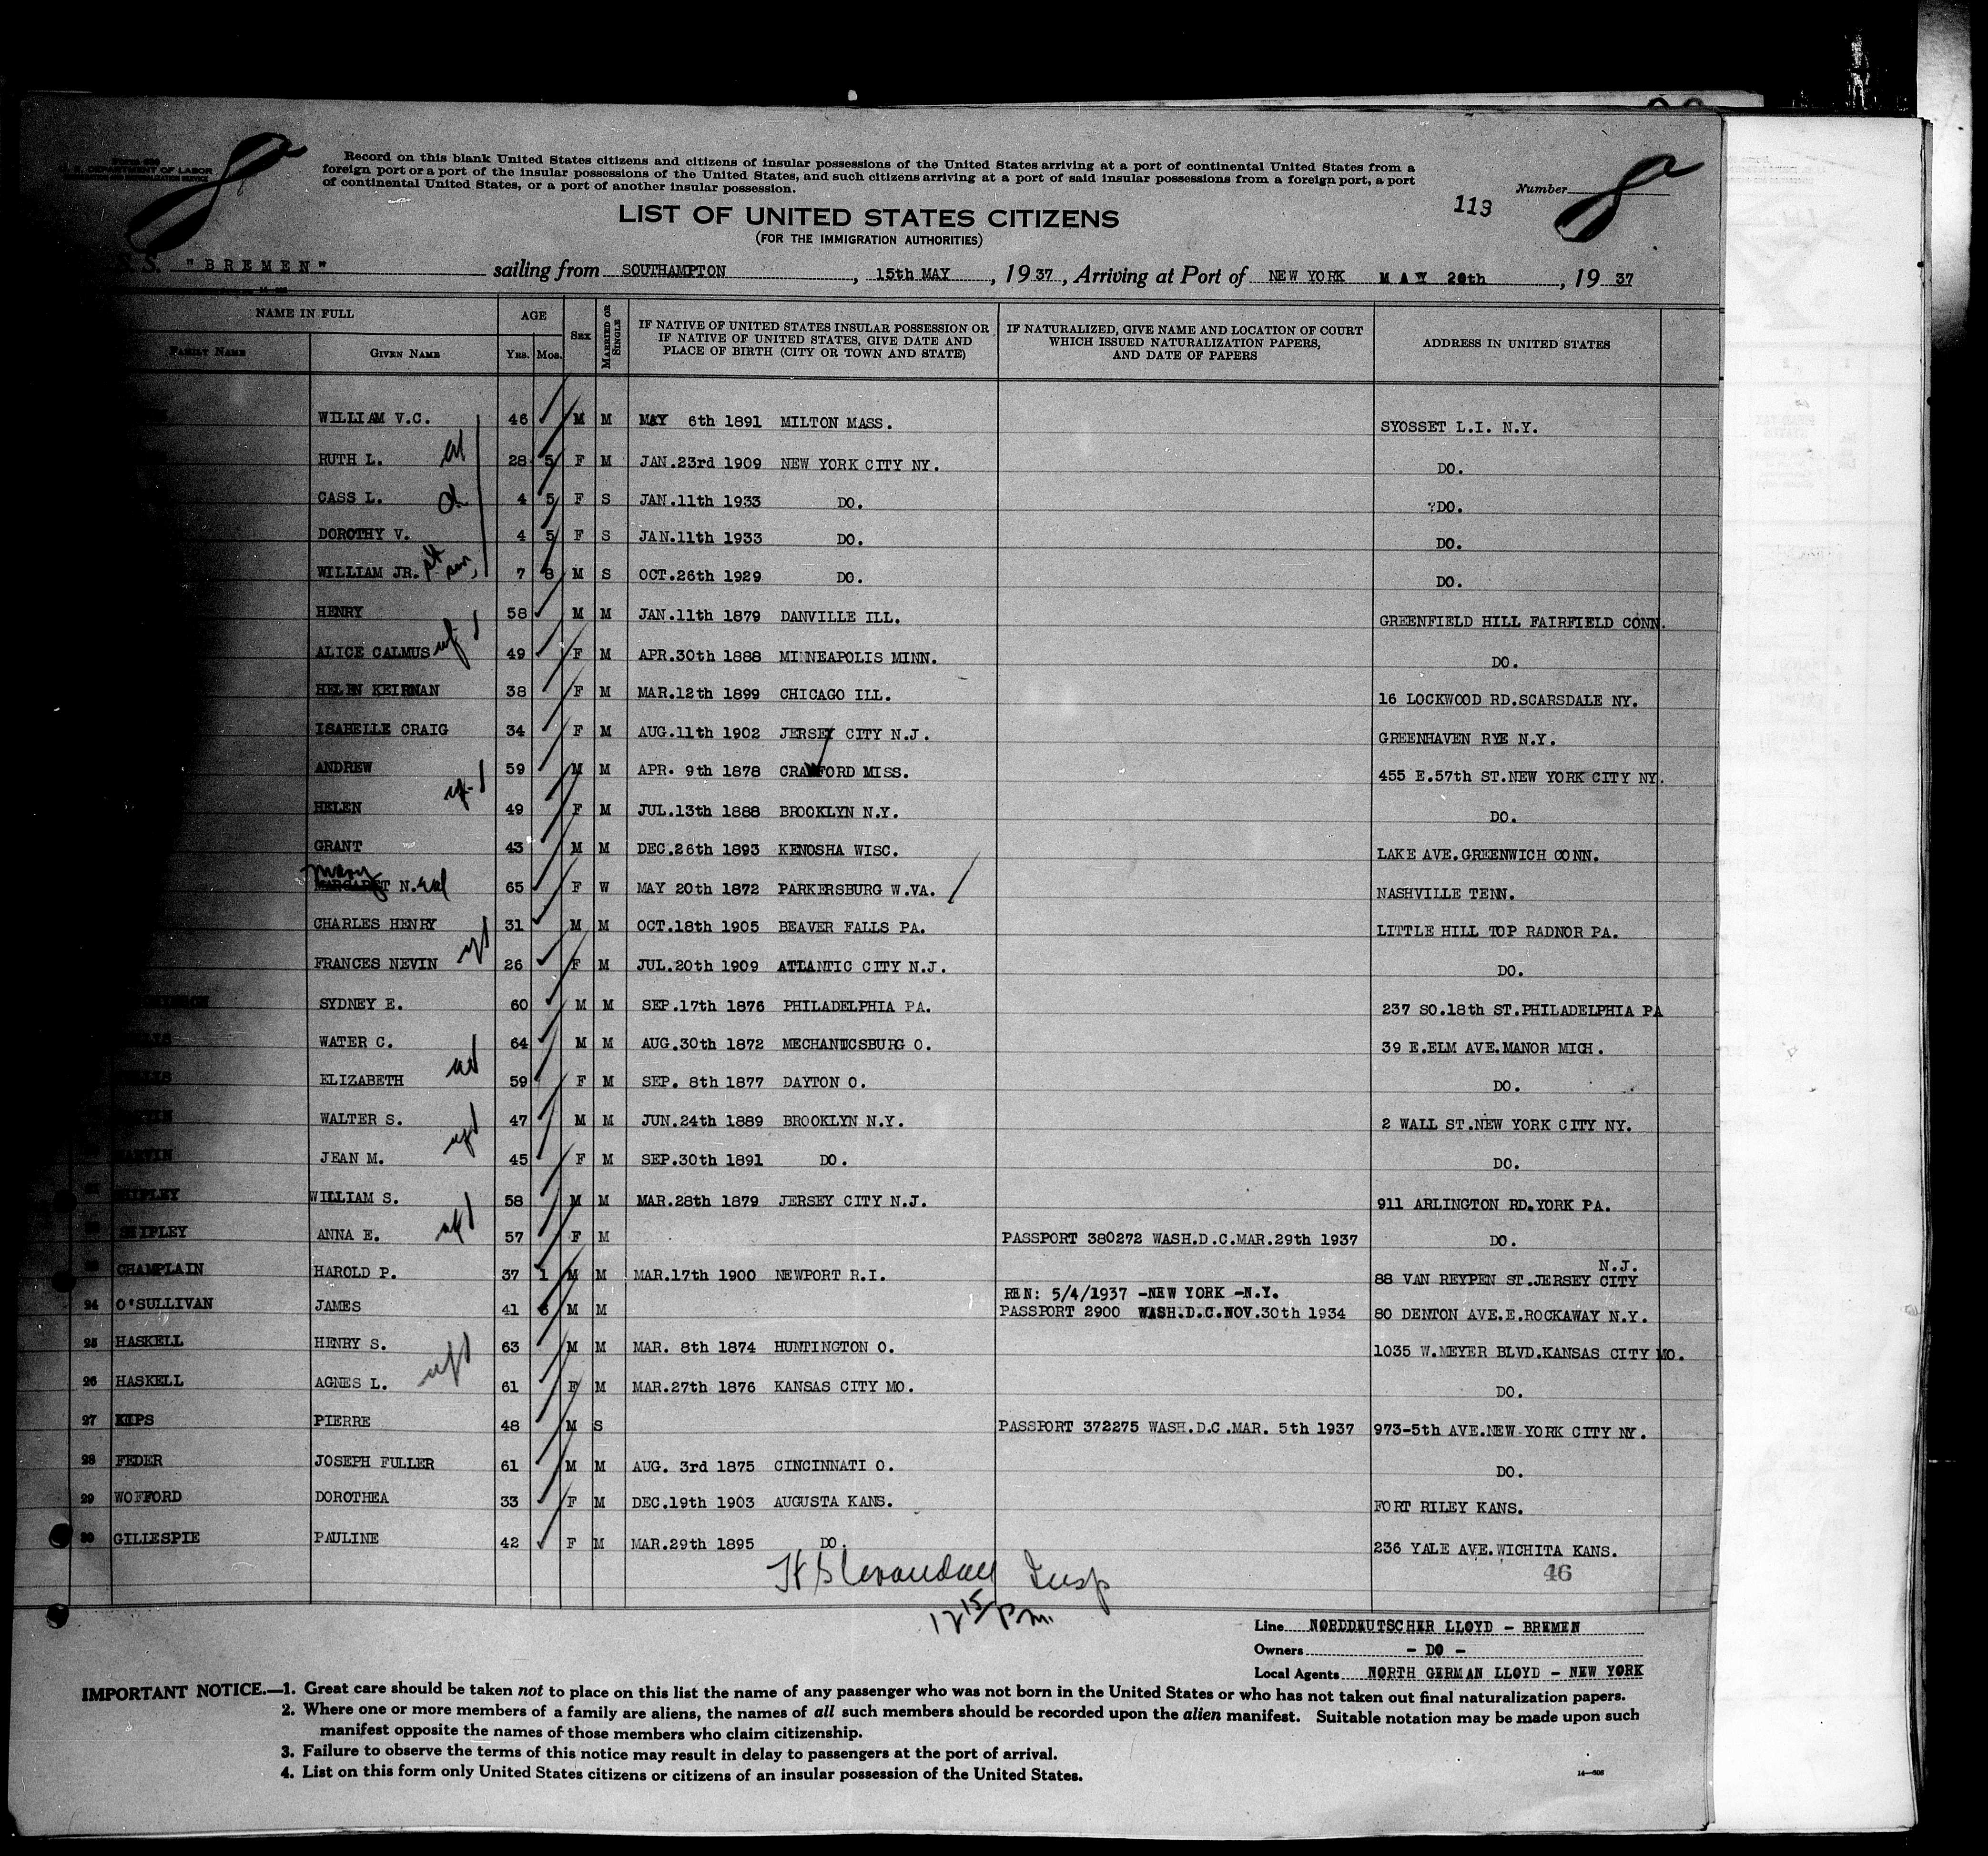 Form 630
U. S. DEPARTMENT OF LABOR
Record on this blank United States citizens and citizens of insular possessions of the United States arriving at a port of continental United States from a
foreign port or a port of the insular possessions of the United States, and such citizens arriving at a port of said insular possessions from a foreign port, a port
of continental United States, or a port of another insular possession.
Number
113
LIST OF UNITED STATES CITIZENS
(FOR THE IMMIGRATION AUTHORITIES)
S. S. "BREMEN" sailing from SOUTHAMPTON, 15th MAY, 1937, Arriving at Port of NEW YORK MAY 20th, 1937
NAME IN FULL AGE SEX MARRIED OR SINGLE IF NATIVE OF UNITED STATES INSULAR POSSESSION OR IF NATIVE OF UNITED STATES, GIVE DATE AND PLACE OF BIRTH (CITY OR TOWN AND STATE) IF NATURALIZED, GIVE NAME AND LOCATION OF COURT WHICH ISSUED NATURALIZATION PAPERS, AND DATE OF PAPERS ADDRESS IN UNITED STATES
FAMILY NAME GIVEN NAME YRS. MOS.
WILLIAM V.C. 46 M M MAY 6th 1891 MILTON MASS. SYOSSET L.I. N.Y.
RUTH L. 28 5 F M JAN.23rd 1909 NEW YORK CITY NY. DO.
CASS L. 4 5 F S JAN.11th 1933 DO. ?DO.
DOROTHY V. 4 5 F S JAN.11th 1933 DO. DO.
WILLIAM JR. 7 8 M S OCT.26th 1929 DO. DO.
HENRY 58 M M JAN.11th 1879 DANVILLE ILL. GREENFIELD HILL FAIRFIELD CONN.
ALICE CALMUS 49 F M APR.30th 1888 MINNEAPOLIS MINN. DO.
HELEN KEIRNAN 38 F M MAR.12th 1899 CHICAGO ILL. 16 LOCKWOOD RD.SCARSDALE NY.
ISABELLE CRAIG 34 F M AUG.11th 1902 JERSEY CITY N.J. GREENHAVEN RYE N.Y.
ANDREW 59 M M APR. 9th 1878 CRAWFORD MISS. 455 E.57th ST.NEW YORK CITY NY.
HELEN 49 F M JUL.13th 1888 BROOKLYN N.Y. DO.
GRANT 43 M M DEC.26th 1893 KENOSHA WISC. LAKE AVE.GREENWICH CONN.
Mary
MARGARET N. 65 F W MAY 20th 1872 PARKERSBURG W.VA. NASHVILLE TENN.
CHARLES HENRY 31 M M OCT.18th 1905 BEAVER FALLS PA. LITTLE HILL TOP RADNOR PA.
FRANCES NEVIN 26 F M JUL.20th 1909 ATLANTIC CITY N.J. DO.
SYDNEY E. 60 M M SEP.17th 1876 PHILADELPHIA PA. 237 SO.18th ST.PHILADELPHIA PA
WATER C. 64 M M AUG.30th 1872 MECHANICSBURG O. 39 E.ELM AVE.MANOR MICH.
ELIZABETH 59 F M SEP. 8th 1877 DAYTON O. DO.
WALTER S. 47 M M JUN.24th 1889 BROOKLYN N.Y. 2 WALL ST.NEW YORK CITY NY.
MARVIN JEAN M. 45 F M SEP.30th 1891 DO. DO.
SHIPLEY WILLIAM S. 58 M M MAR.28th 1879 JERSEY CITY N.J. 911 ARLINGTON RD.YORK PA.
SHIPLEY ANNA E. 57 F M PASSPORT 380272 WASH.D.C.MAR.29th 1937 DO.
CHAMPLAIN HAROLD P. 37 1 M M MAR.17th 1900 NEWPORT R.I. 88 VAN REYPEN ST.JERSEY CITY N.J.
REN: 5/4/1937 -NEW YORK -N.Y.
24 O'SULLIVAN JAMES 41 6 M M PASSPORT 2900 WASH.D.C.NOV.30th 1934 80 DENTON AVE.E.ROCKAWAY N.Y.
25 HASKELL HENRY S. 63 M M MAR. 8th 1874 HUNTINGTON O. 1035 W.MEYER BLVD.KANSAS CITY MO.
26 HASKELL AGNES L. 61 F M MAR.27th 1876 KANSAS CITY MO. DO.
27 KIPS PIERRE 48 M S PASSPORT 372275 WASH.D.C.MAR. 5th 1937 973-5th AVE.NEW YORK CITY NY.
28 FEDER JOSEPH FULLER 61 M M AUG. 3rd 1875 CINCINNATI O. DO.
29 WOFFORD DOROTHEA 33 F M DEC.19th 1903 AUGUSTA KANS. FORT RILEY KANS.
30 GILLESPIE PAULINE 42 F M MAR.29th 1895 DO. 236 YALE AVE.WICHITA KANS.
46
Insp
12 15 P.m.
Line NORDDEUTSCHER LLOYD - BREMEN
Owners - DO -
Local Agents NORTH GERMAN LLOYD - NEW YORK
IMPORTANT NOTICE.—1. Great care should be taken not to place on this list the name of any passenger who was not born in the United States or who has not taken out final naturalization papers.
2. Where one or more members of a family are aliens, the names of all such members should be recorded upon the alien manifest. Suitable notation may be made upon such
manifest opposite the names of those members who claim citizenship.
3. Failure to observe the terms of this notice may result in delay to passengers at the port of arrival.
4. List on this form only United States citizens or citizens of an insular possession of the United States.
14—606